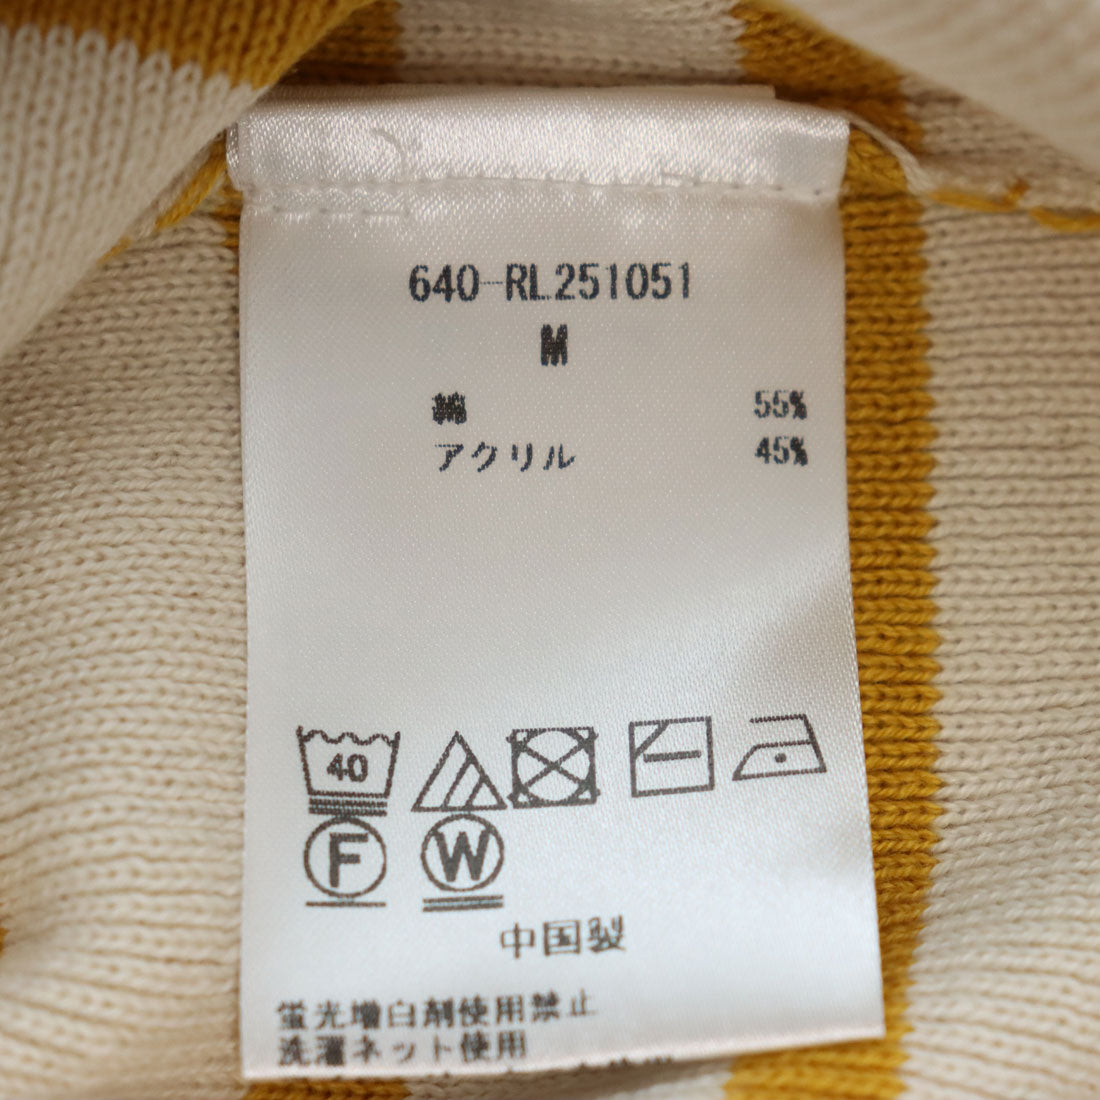 640-RL251051
M
綿 55%
アクリル 45%
40
F W
中国製
蛍光増白剤使用禁止
洗濯ネット使用